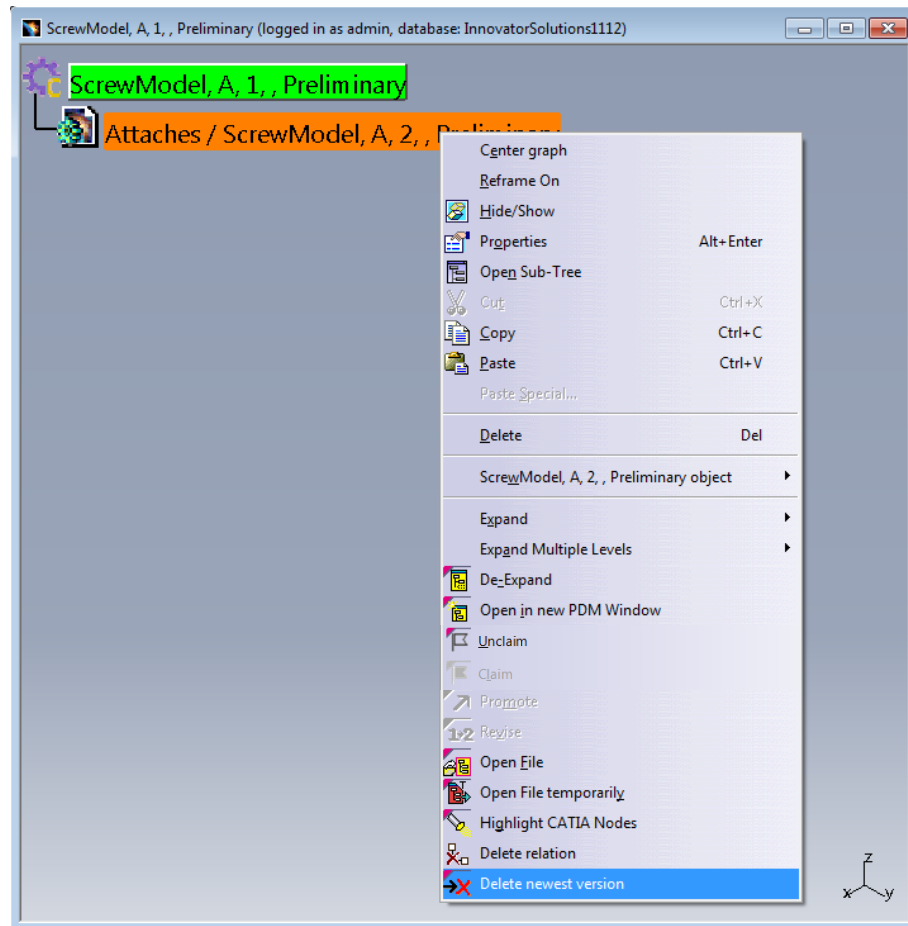 ScrewModel, A, 1, , Preliminary (logged in as admin, database: InnovatorSolutions1112)
ScrewModel, A, 1, , Preliminary
Attaches / ScrewModel, A, 2, , Preliminary
Center graph
Reframe On
Hide/Show
Properties Alt+Enter
Open Sub-Tree
Cut Ctrl+X
Copy Ctrl+C
Paste Ctrl+V
Paste Special...
Delete Del
ScrewModel, A, 2, , Preliminary object
Expand
Expand Multiple Levels
De-Expand
Open in new PDM Window
Unclaim
Claim
Promote
Revise
Open File
Open File temporarily
Highlight CATIA Nodes
Delete relation
Delete newest version
z
x y